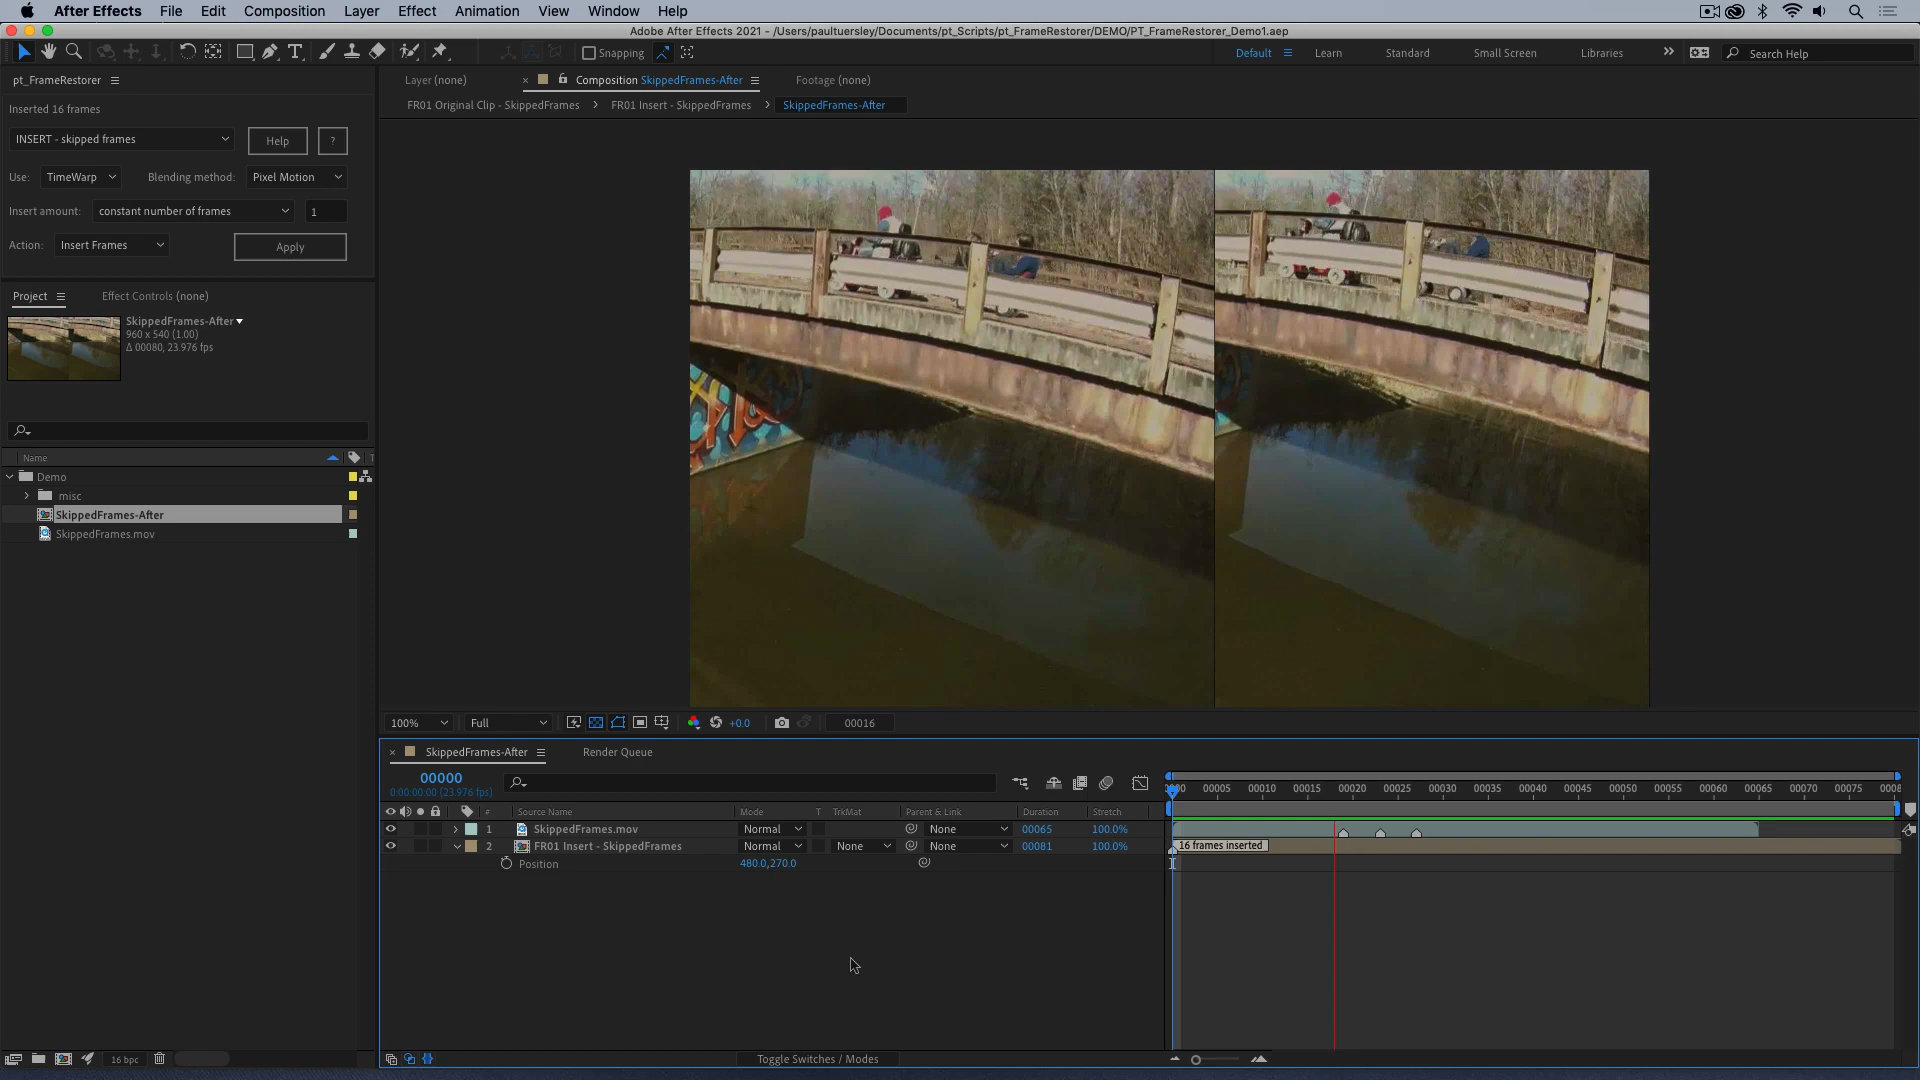 After Effects File Edit Composition Layer Effect Animation View Window Help
Adobe After Effects 2021 - /Users/paultuersley/Documents/pt_Scripts/pt_FrameRestorer/DEMO/PT_FrameRestorer_Demo1.aep
Snapping
Default Learn Standard Small Screen Libraries Search Help
pt_FrameRestorer
Inserted 16 frames
INSERT - skipped frames Help ?
Use: TimeWarp Blending method: Pixel Motion
Insert amount: constant number of frames 1
Action: Insert Frames Apply
Layer (none) Composition SkippedFrames-After Footage (none)
FR01 Original Clip - SkippedFrames FR01 Insert - SkippedFrames SkippedFrames-After
Project Effect Controls (none)
SkippedFrames-After
960 x 540 (1.00)
Δ 00080, 23.976 fps
Name T
Demo
misc
SkippedFrames-After
SkippedFrames.mov
16 bpc
100% Full +0.0 00016
SkippedFrames-After Render Queue
00000
0:00:00:00 (23.976 fps)
00005 00010 00015 00020 00025 00030 00035 00040 00045 00050 00055 00060 00065 00070 00075
# Source Name Mode T TrkMat Parent & Link Duration Stretch
1 SkippedFrames.mov Normal None 00065 100.0%
2 FR01 Insert - SkippedFrames Normal None None 00081 100.0%
16 frames inserted
Position 480.0,270.0
Toggle Switches / Modes